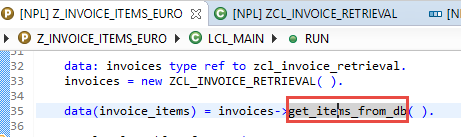 [NPL] Z_INVOICE_ITEMS_EURO [NPL] ZCL_INVOICE_RETRIEVAL [NPL]
Z_INVOICE_ITEMS_EURO LCL_MAIN RUN
32 data: invoices type ref to zcl_invoice_retrieval.
33 invoices = new ZCL_INVOICE_RETRIEVAL( ).
34
35 data(invoice_items) = invoices->get_items_from_db( ).
36